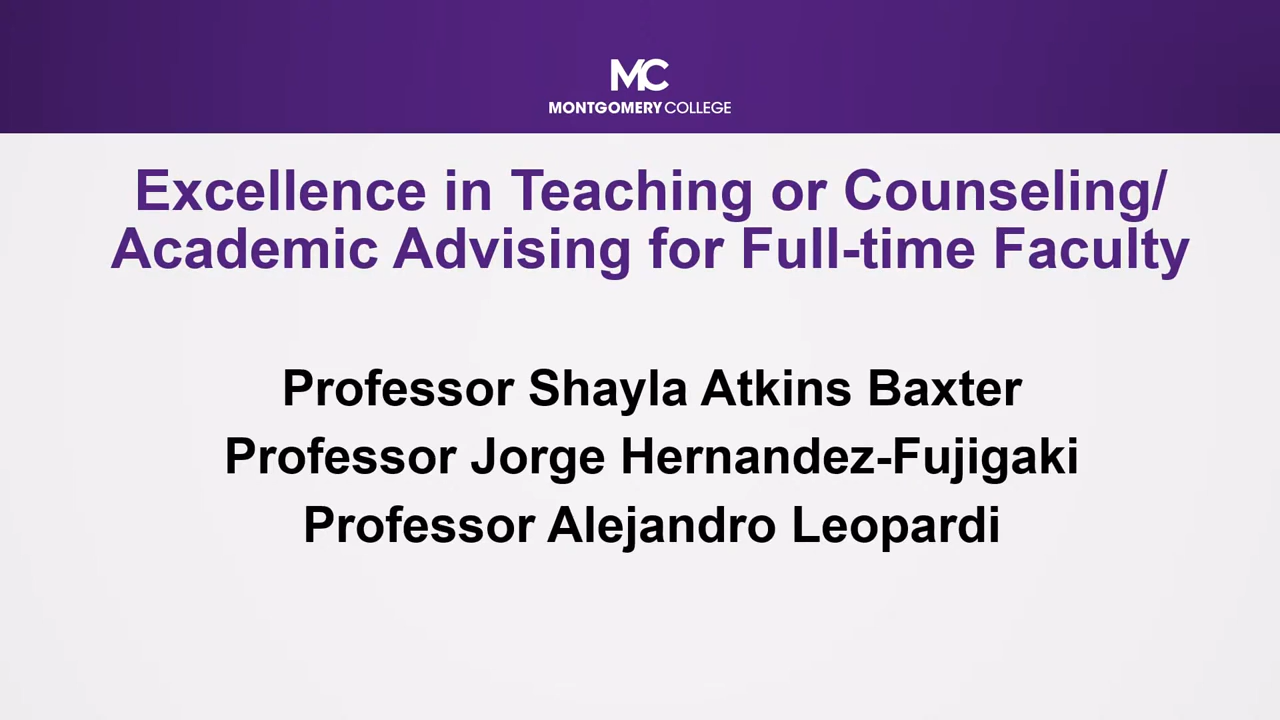 MC
MONTGOMERY COLLEGE
Excellence in Teaching or Counseling/
Academic Advising for Full-time Faculty
Professor Shayla Atkins Baxter
Professor Jorge Hernandez-Fujigaki
Professor Alejandro Leopardi